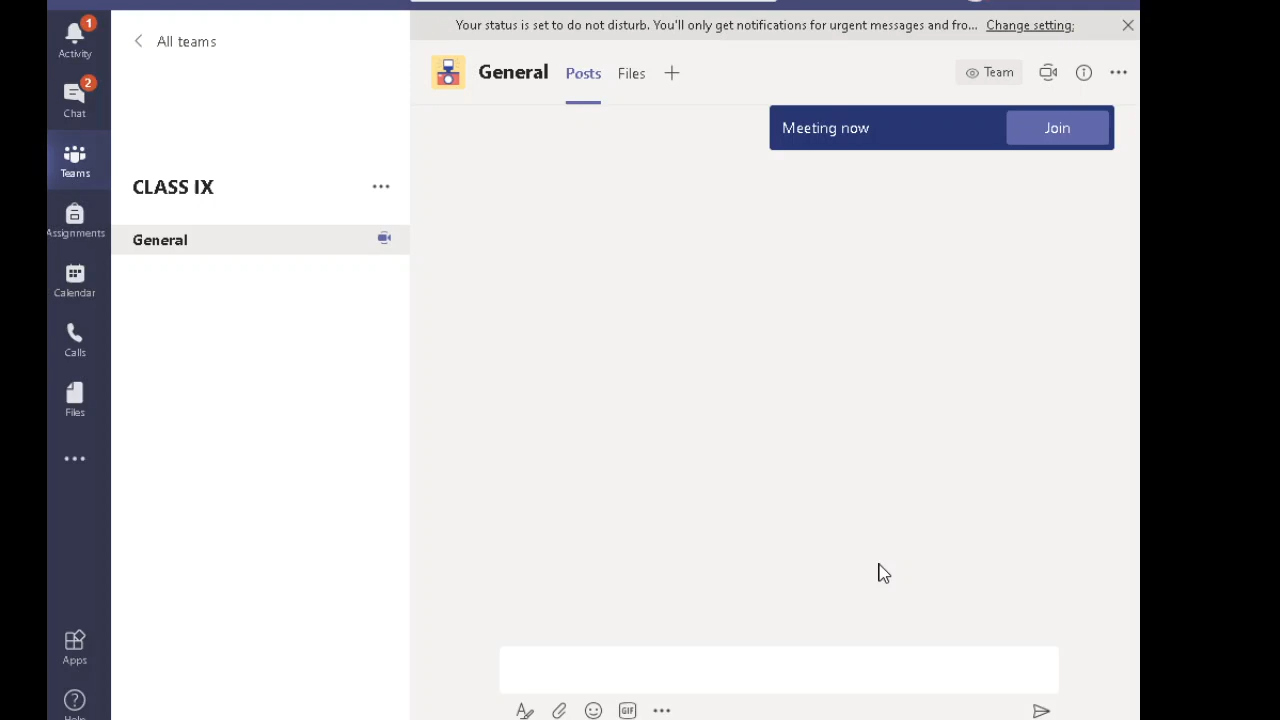 Your status is set to do not disturb. You'll only get notifications for urgent messages and fro... Change setting;
1
Activity
All teams
General Posts Files Team
2
Chat
Meeting now Join
Teams
CLASS IX
Assignments
General
Calendar
Calls
Files
Apps
GIF
Help